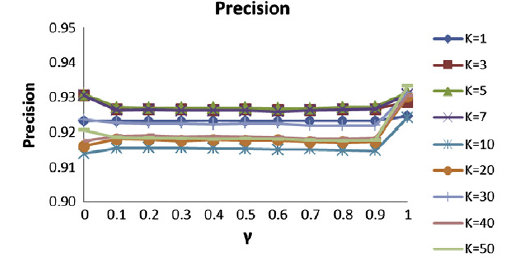 Precision
0.95
0.94
0.93
0.92
0.91
0.90
Precision
0 0.1 0.2 0.3 0.4 0.5 0.6 0.7 0.8 0.9 1
γ
K=1
K=3
K=5
K=7
K=10
K=20
K=30
K=40
K=50